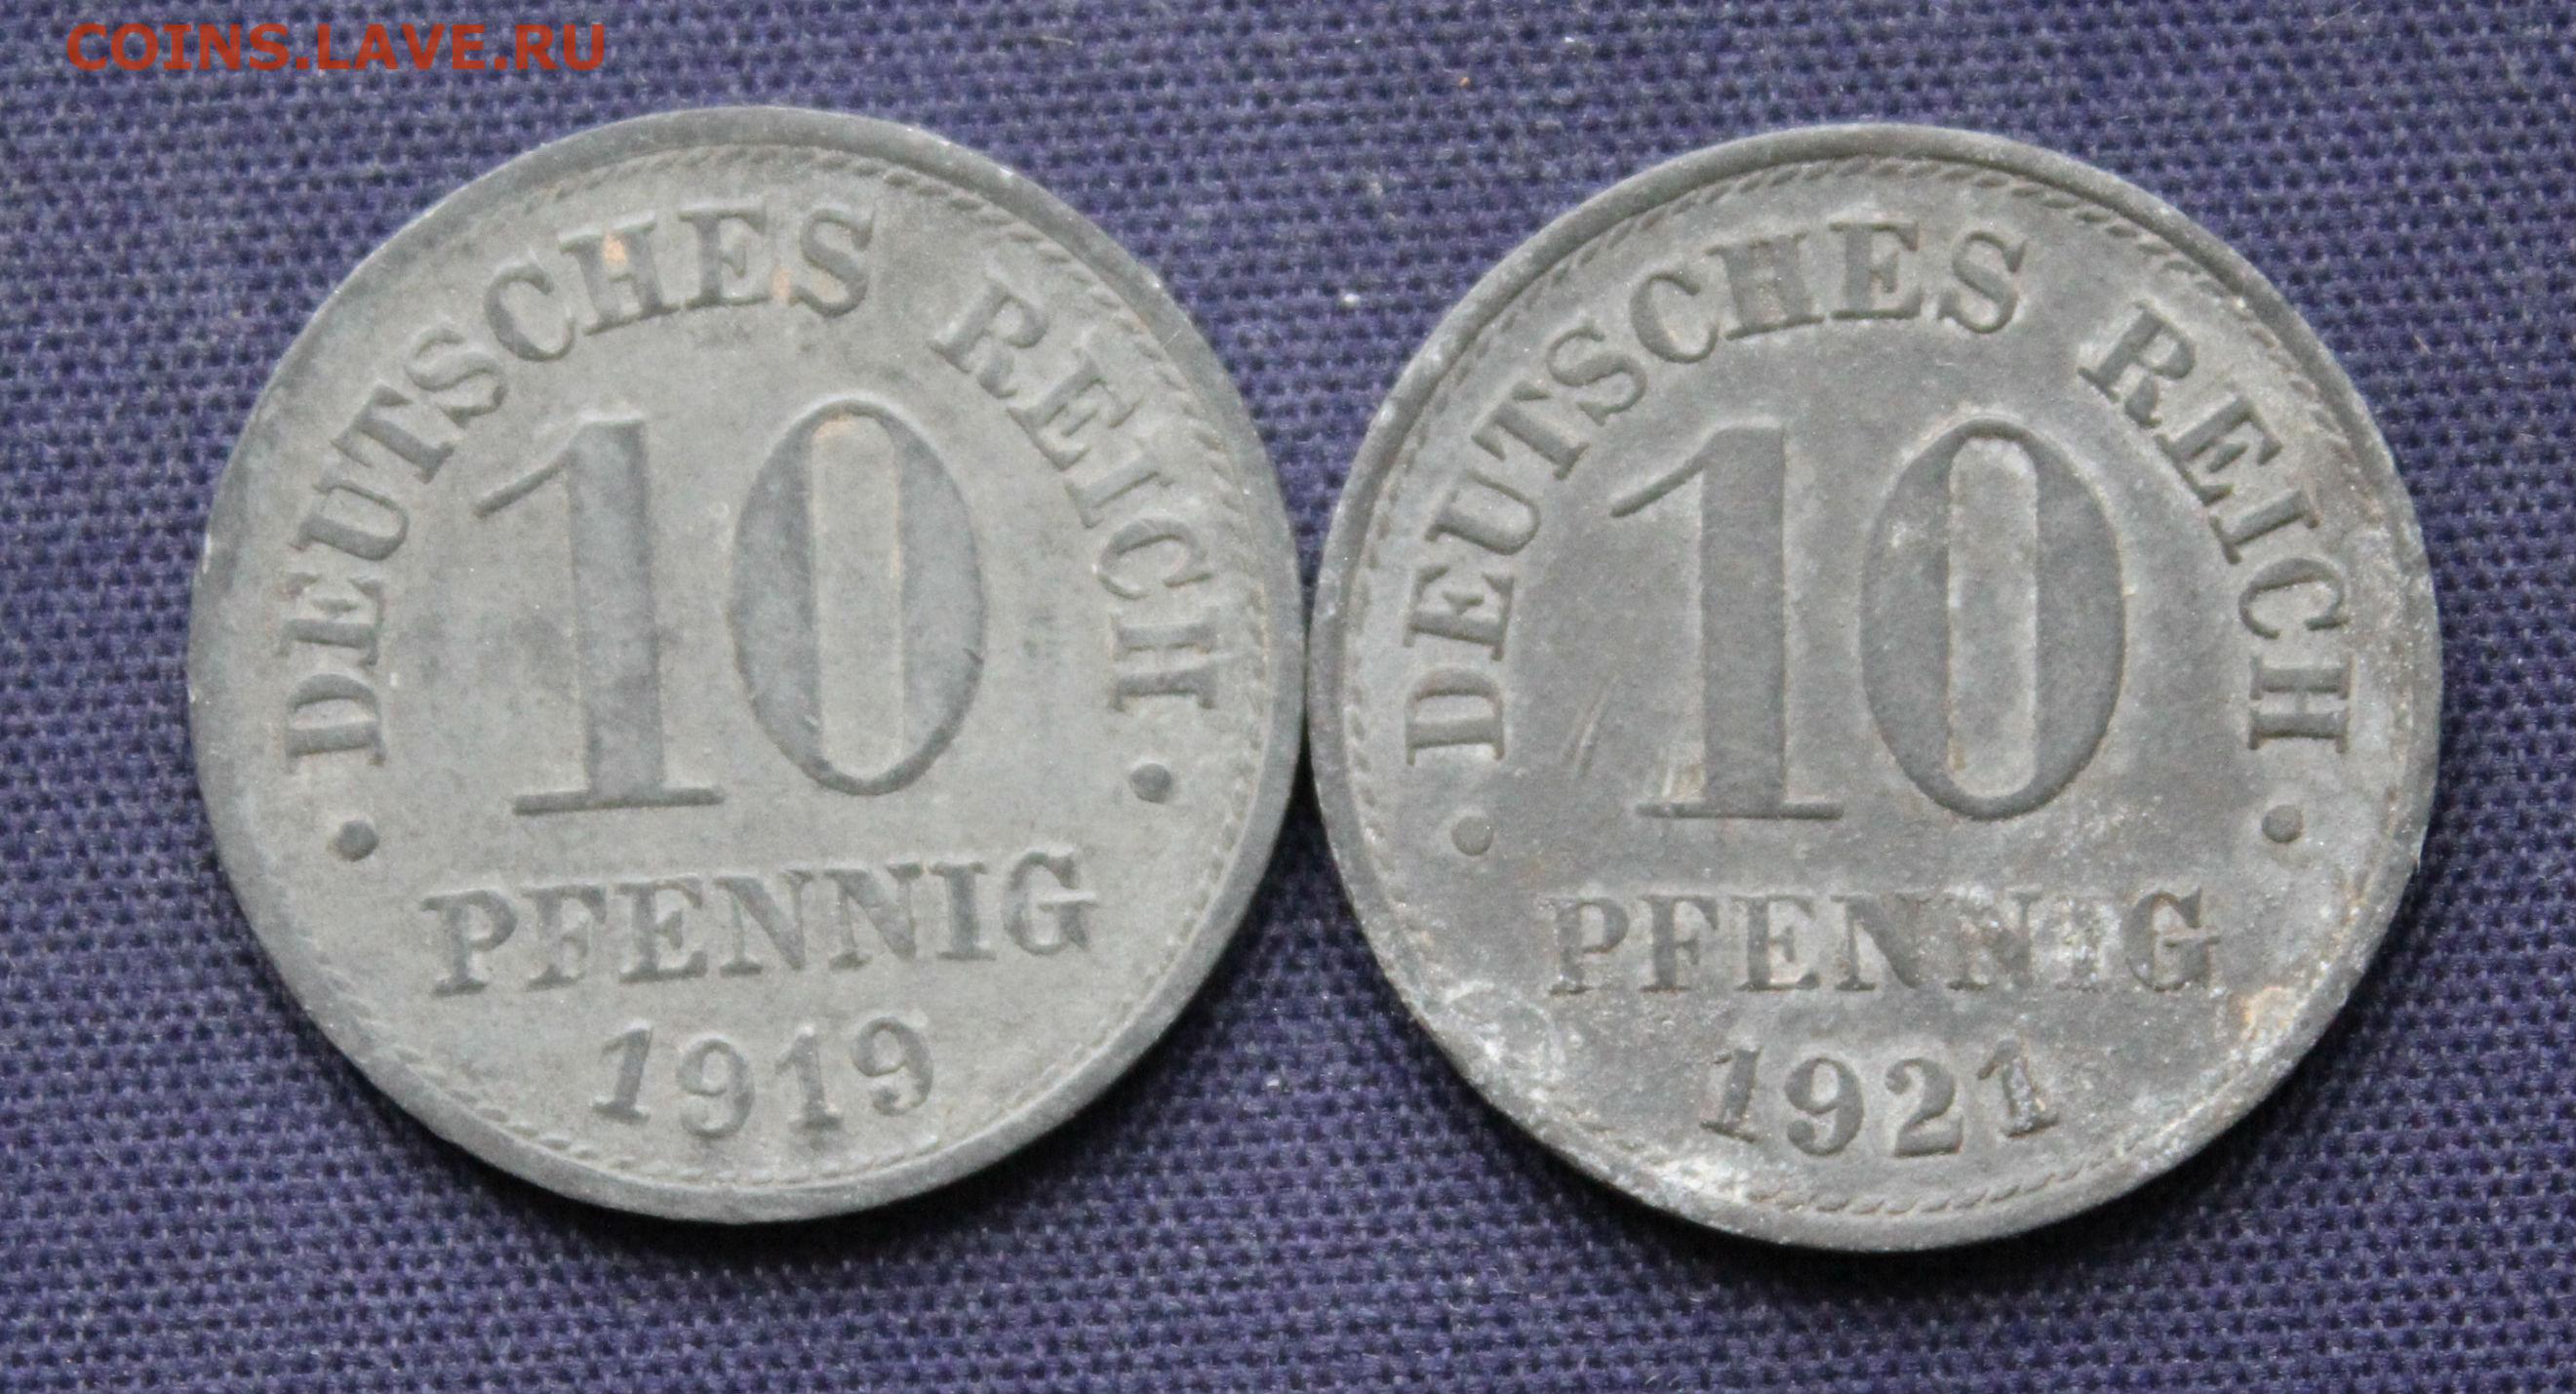 COINS.LAVE.RU
DEUTSCHES REICH
10
PFENNIG
1919
DEUTSCHES REICH
10
PFENNIG
1921